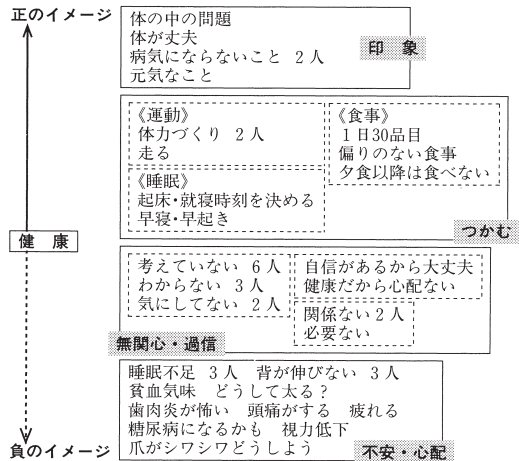 正のイメージ
体の中の問題
体が丈夫
病気にならないこと 2人
元気なこと
印象
《運動》
体力づくり 2人
走る
《睡眠》
起床・就寝時刻を決める
早寝・早起き
《食事》
1日30品目
偏りのない食事
夕食以降は食べない
つかむ
健康
考えていない 6人
わからない 3人
気にしてない 2人
自信があるから大丈夫
健康だから心配ない
関係ない2人
必要ない
無関心・過信
睡眠不足 3人 背が伸びない 3人
貧血気味 どうして太る?
歯肉炎が怖い 頭痛がする 疲れる
糖尿病になるかも 視力低下
爪がシワシワどうしよう
不安・心配
負のイメージ